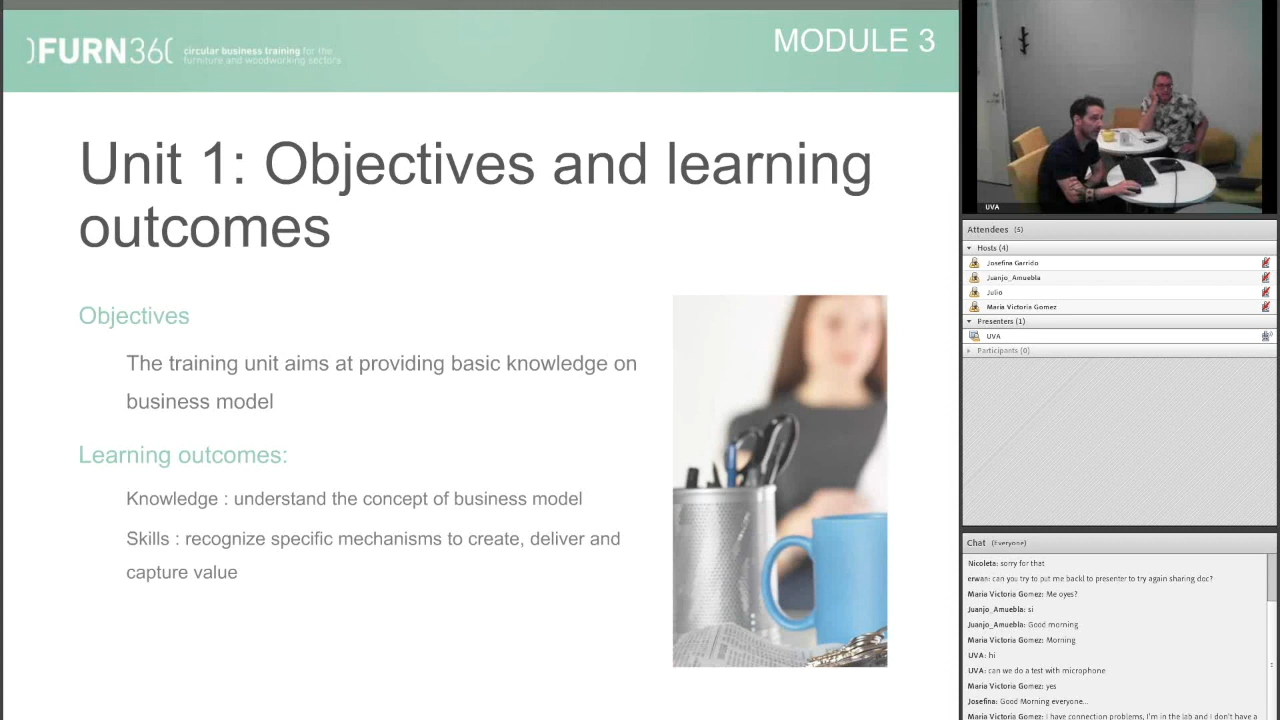 )FURN36(
circular business training for the
furniture and woodworking sectors
MODULE 3
Unit 1: Objectives and learning
outcomes
Objectives
The training unit aims at providing basic knowledge on
business model
Learning outcomes:
Knowledge : understand the concept of business model
Skills : recognize specific mechanisms to create, deliver and
capture value
UVA
Attendees (5)
Hosts (4)
Josefina Garrido
Juanjo_Amuebla
Julio
Maria Victoria Gomez
Presenters (1)
UVA
Participants (0)
Chat (Everyone)
Nicoleta: sorry for that
erwan: can you try to put me backl to presenter to try again sharing doc?
Maria Victoria Gomez: Me oyes?
Juanjo_Amuebla: si
Juanjo_Amuebla: Good morning
Maria Victoria Gomez: Morning
UVA: hi
UVA: can we do a test with microphone
Maria Victoria Gomez: yes
Josefina: Good Morning everyone...
Maria Victoria Gomez: I have connection problems, I'm in the lab and I don't have a